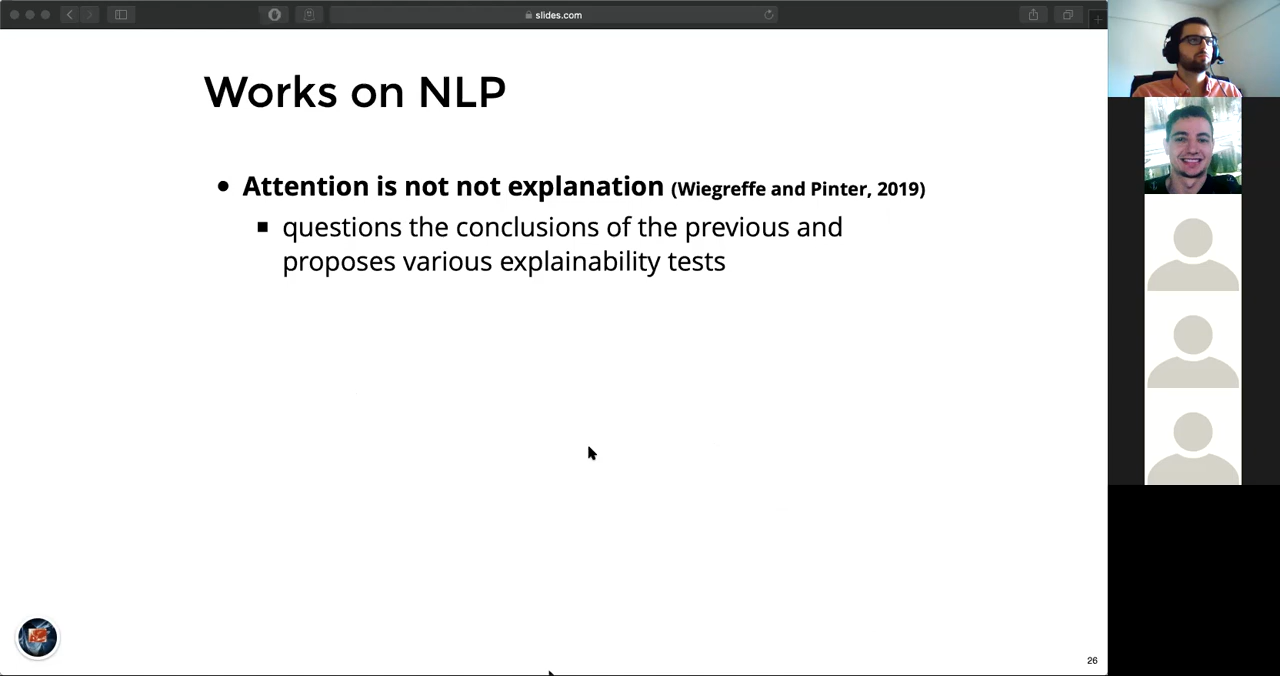 slides.com
Works on NLP
• Attention is not not explanation (Wiegreffe and Pinter, 2019)
▪ questions the conclusions of the previous and
proposes various explainability tests
26